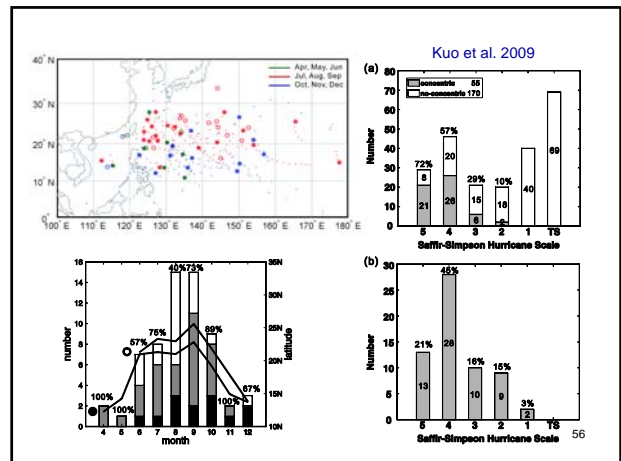 Kuo et al. 2009
40° N
30° N
20° N
10° N
0°
100° E 110° E 120° E 130° E 140° E 150° E 160° E 170° E 180° E
Apr, May, Jun
Jul, Aug, Sep
Oct, Nov, Dec
(a)
80
70
60
50
40
30
20
10
0
Number
concentric 55
no-concentric 170
72%
8
21
57%
20
26
29%
15
6
10%
18
2
40
69
5 4 3 2 1 TS
Saffir-Simpson Hurricane Scale
16
14
12
10
8
6
4
2
0
number
100%
100%
57%
75%
40%
73%
89%
100%
67%
35N
30N
25N
20N
15N
10N
latitude
4 5 6 7 8 9 10 11 12
month
(b)
30
25
20
15
10
5
0
Number
21%
13
46%
28
16%
10
15%
9
3%
2
5 4 3 2 1 TS
Saffir-Simpson Hurricane Scale
56